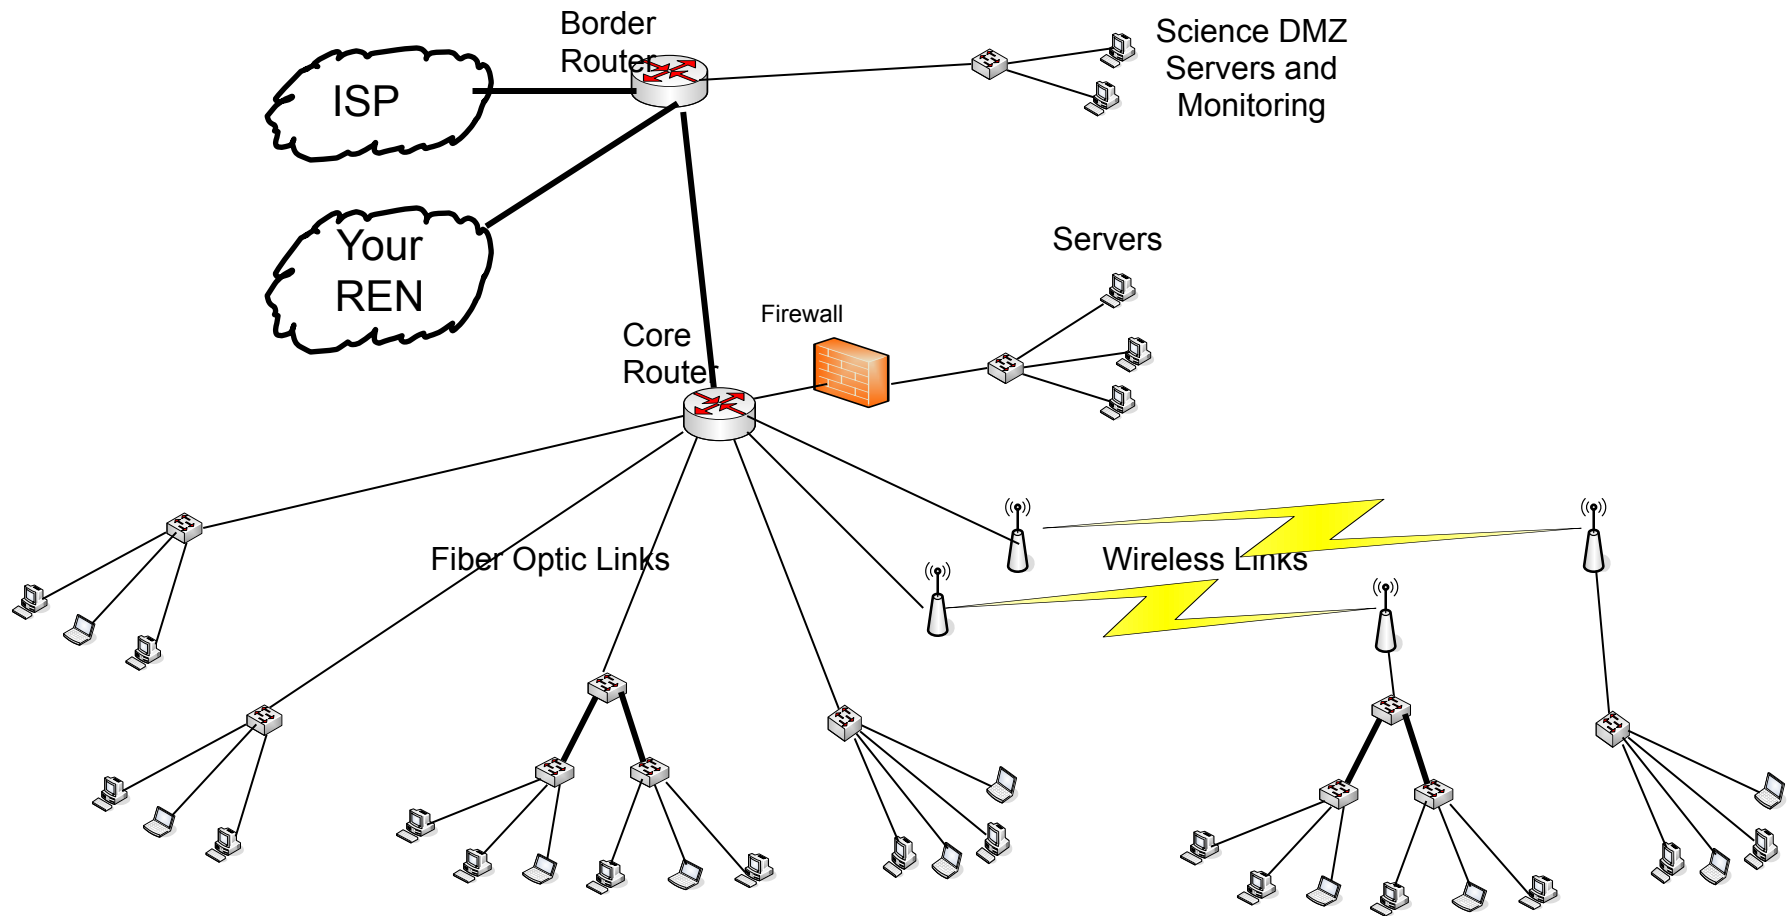 Border
Router
Science DMZ
Servers and
Monitoring
ISP
Your
REN
Servers
Firewall
Core
Router
Fiber Optic Links
Wireless Links